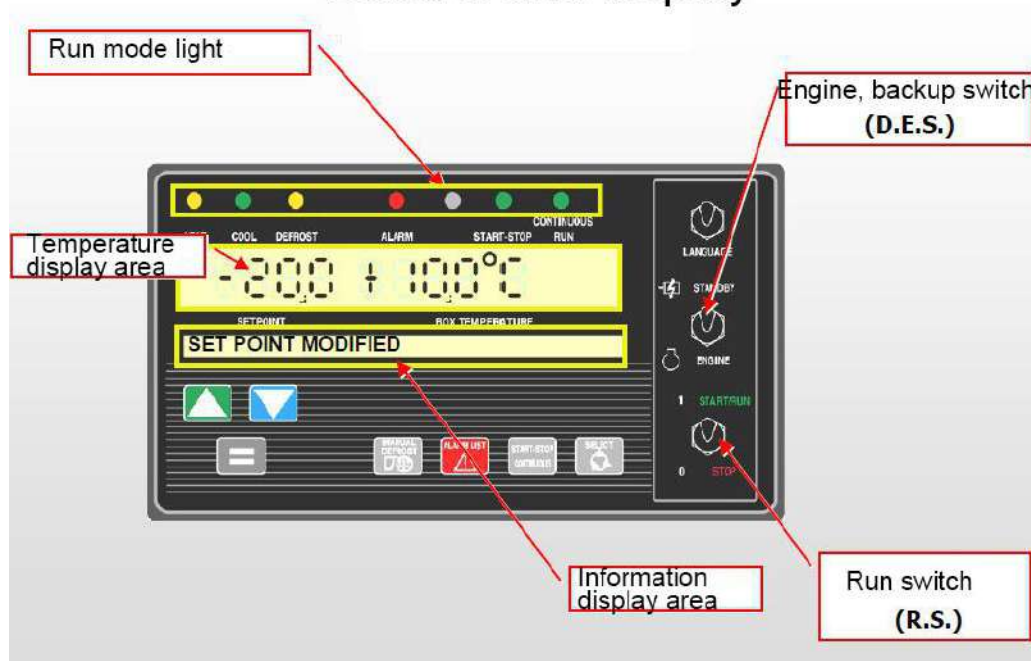 Run mode light
Engine, backup switch
(D.E.S.)
CONTINUOUS
COOL DEFROST ALARM START-STOP RUN
LANGUAGE
Temperature
display area
-20.0 + 10.0°C
STANDBY
SETPOINT BOX TEMPERATURE
SET POINT MODIFIED
ENGINE
1 START/RUN
MANUAL
DEFROST
ALARM LIST
START-STOP
CONTINUOUS
SELECT
0 STOP
Information
display area
Run switch
(R.S.)